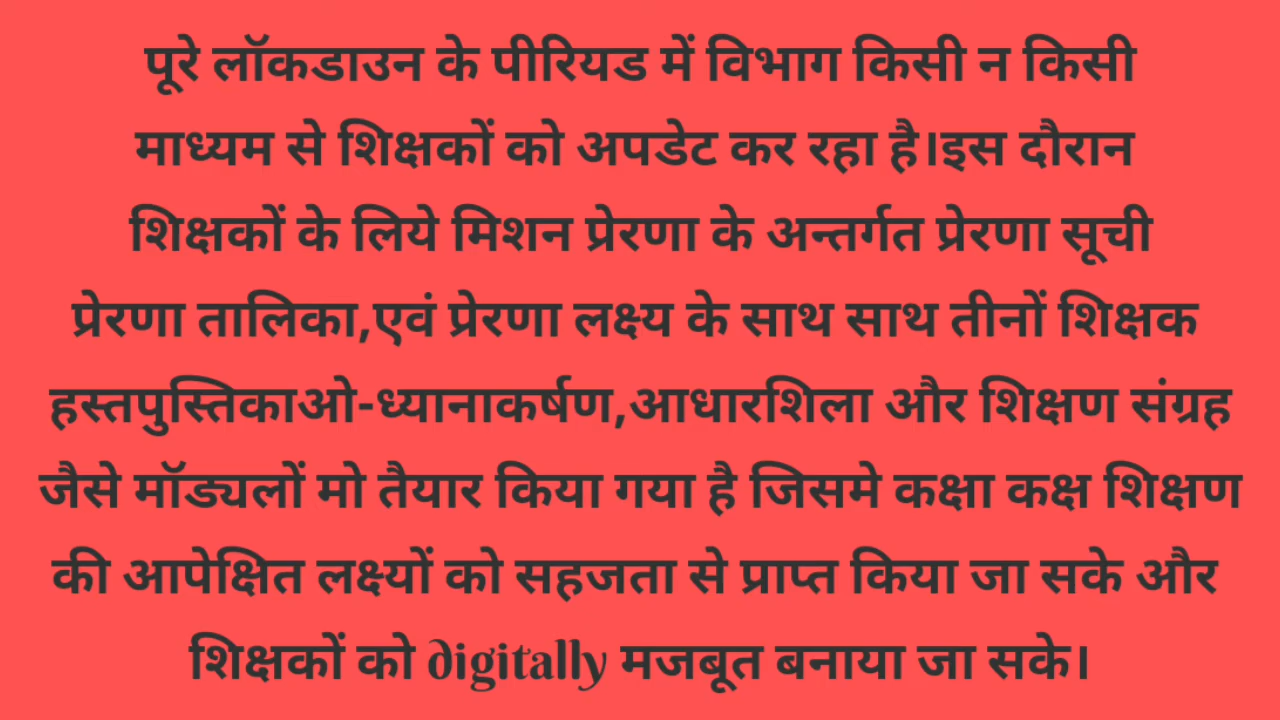 पूरे लॉकडाउन के पीरियड में विभाग किसी न किसी
माध्यम से शिक्षकों को अपडेट कर रहा है।इस दौरान
शिक्षकों के लिये मिशन प्रेरणा के अन्तर्गत प्रेरणा सूची
प्रेरणा तालिका,एवं प्रेरणा लक्ष्य के साथ साथ तीनों शिक्षक
हस्तपुस्तिकाओ-ध्यानाकर्षण,आधारशिला और शिक्षण संग्रह
जैसे मॉड्यलों मो तैयार किया गया है जिसमे कक्षा कक्ष शिक्षण
की आपेक्षित लक्ष्यों को सहजता से प्राप्त किया जा सके और
शिक्षकों को digitally मजबूत बनाया जा सके।